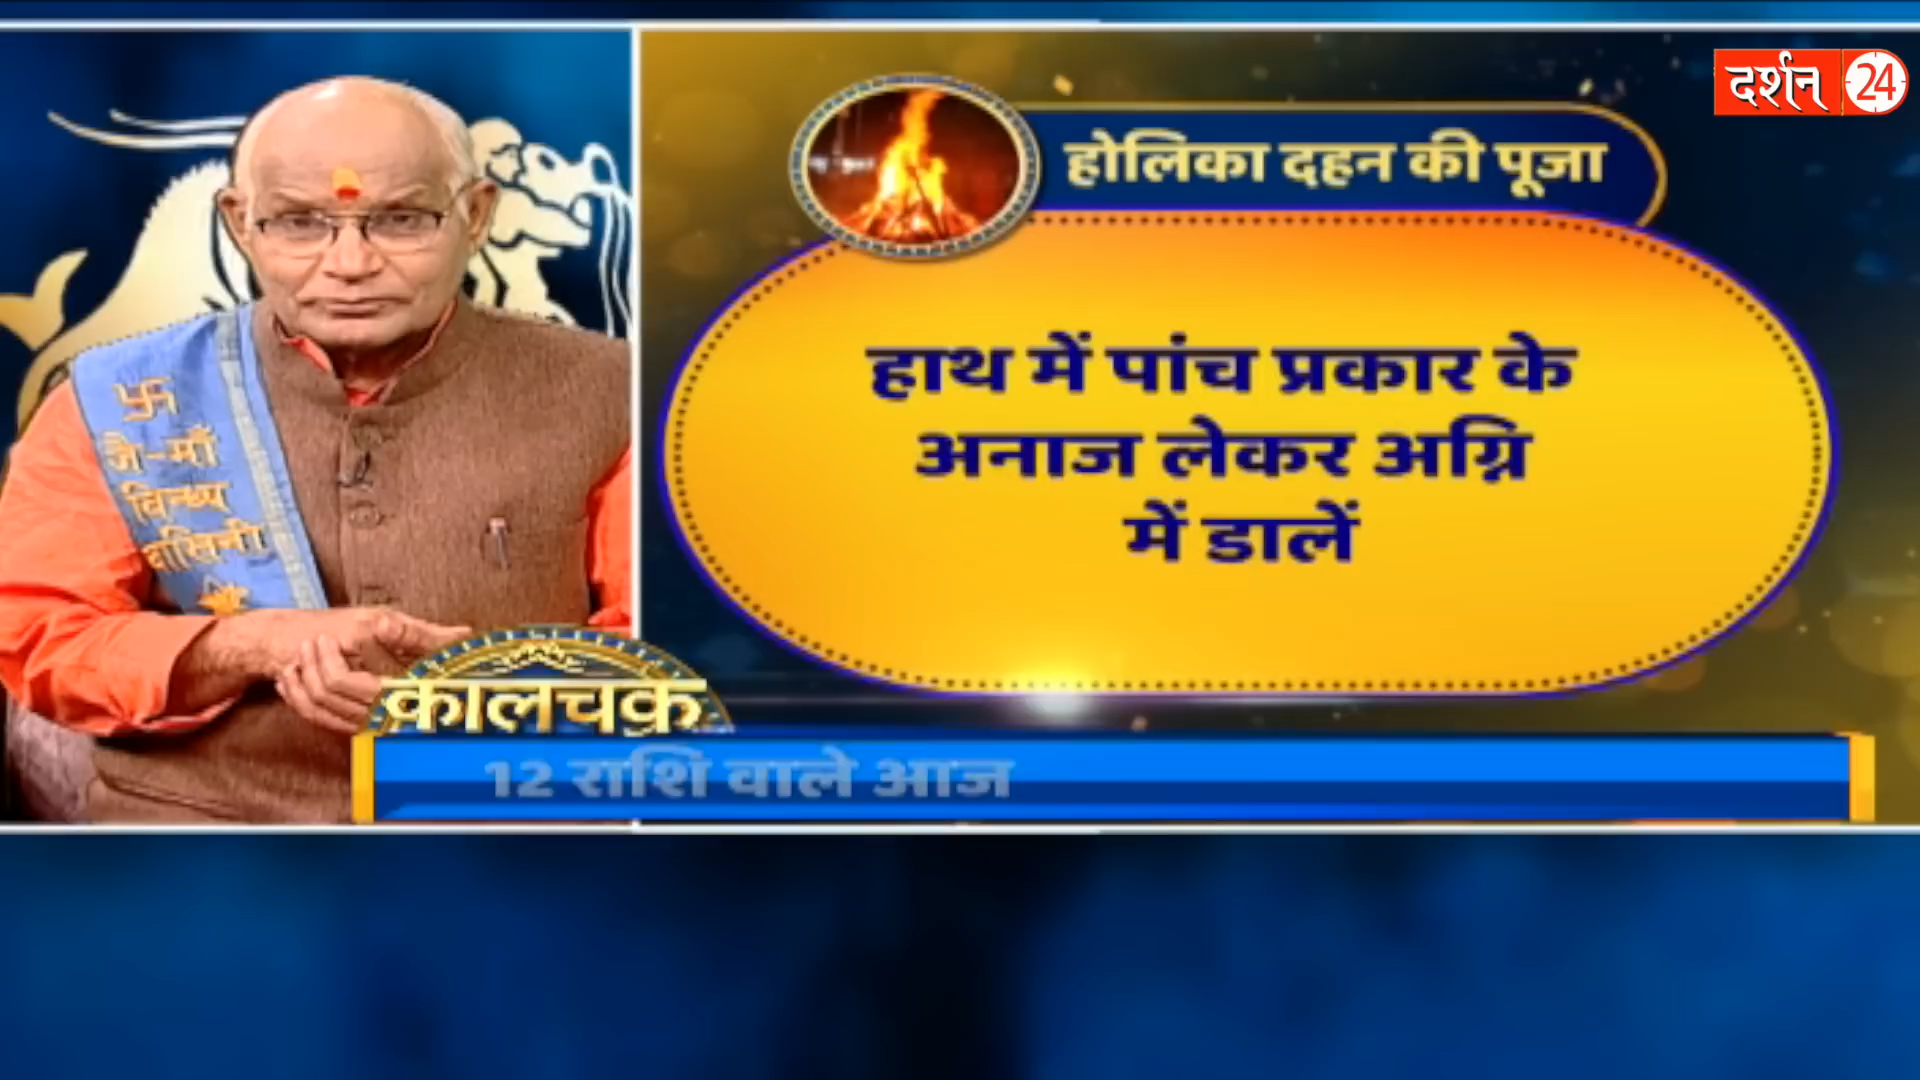 दर्शन 24
होलिका दहन की पूजा
हाथ में पांच प्रकार के
अनाज लेकर अग्नि
में डालें
जै-माँ
विन्ध्य
वासिनी
कालचक्र
12 राशि वाले आज